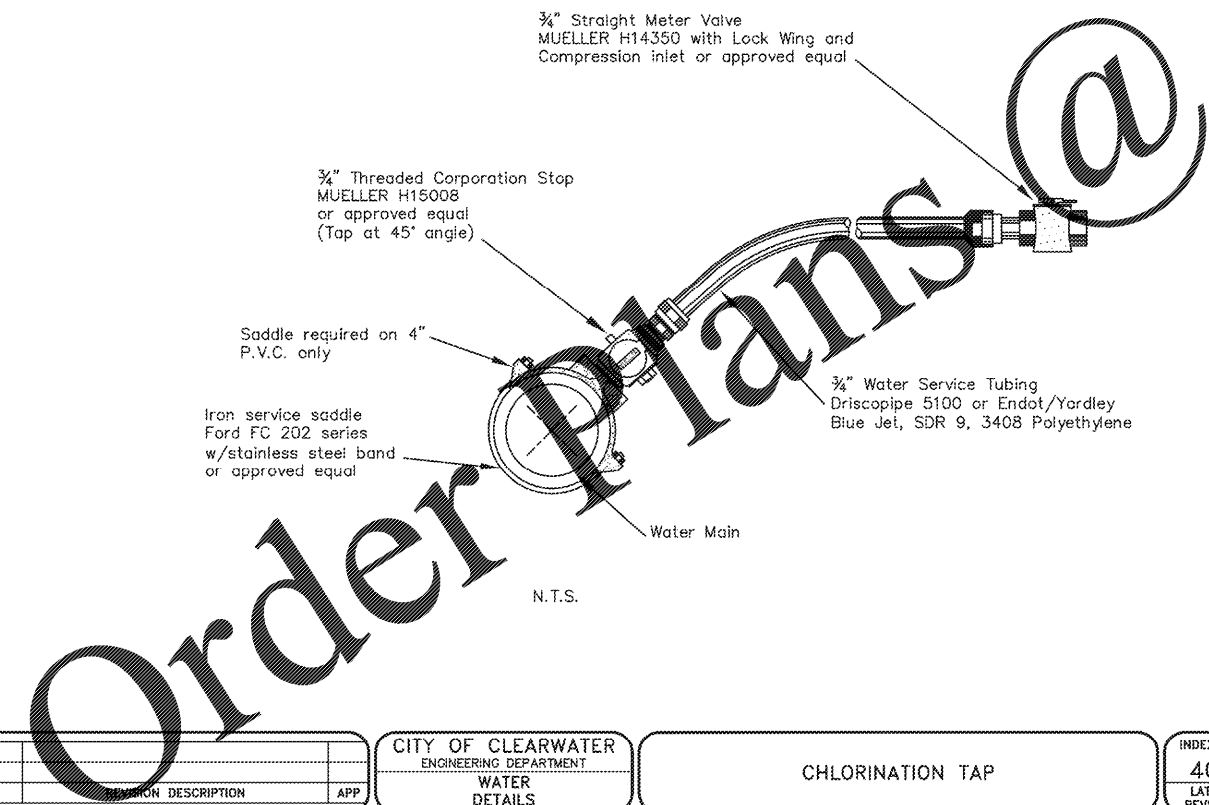 ¾" Straight Meter Valve
MUELLER H14350 with Lock Wing and
Compression inlet or approved equal
¾" Threaded Corporation Stop
MUELLER H15008
or approved equal
(Tap at 45° angle)
Saddle required on 4"
P.V.C. only
Iron service saddle
Ford FC 202 series
w/stainless steel band
or approved equal
¾" Water Service Tubing
Driscopipe 5100 or Endot/Yardley
Blue Jet, SDR 9, 3408 Polyethylene
Water Main
N.T.S.
Order Plans @
REVISION DESCRIPTION
APP
CITY OF CLEARWATER
ENGINEERING DEPARTMENT
WATER
DETAILS
CHLORINATION TAP
INDEX